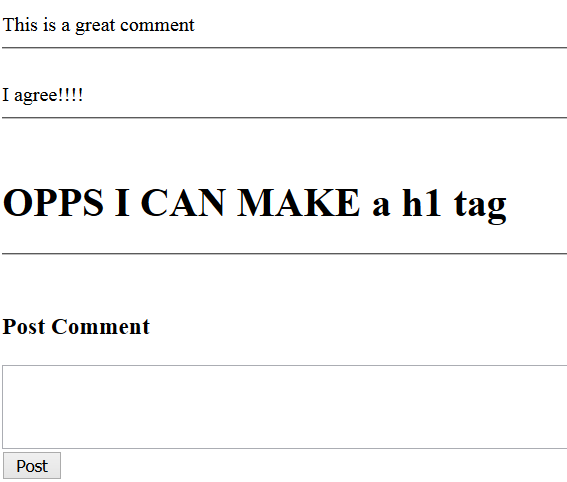 This is a great comment
I agree!!!!
OPPS I CAN MAKE a h1 tag
Post Comment
Post